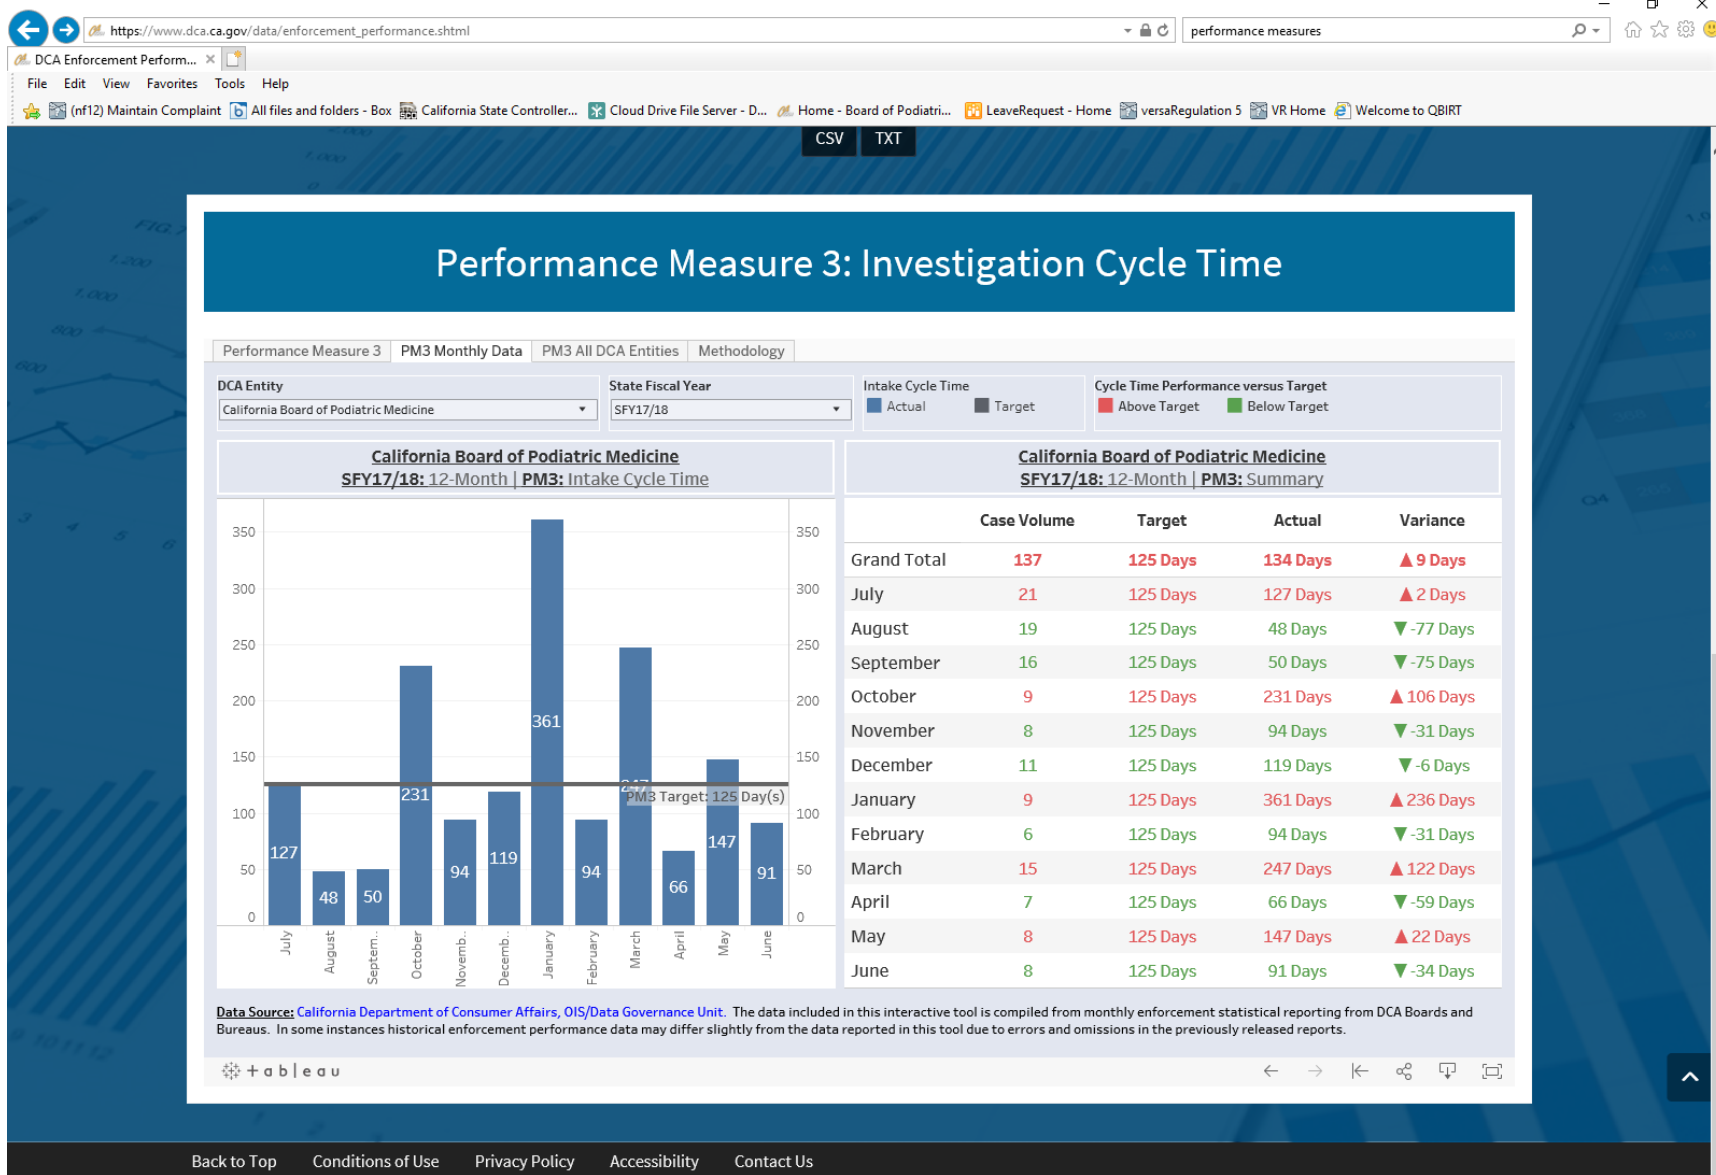 https://www.dca.ca.gov/data/enforcement_performance.shtml
performance measures
DCA Enforcement Perform...
File Edit View Favorites Tools Help
(nf12) Maintain Complaint All files and folders - Box California State Controller... Cloud Drive File Server - D... Home - Board of Podiatri... LeaveRequest - Home versaRegulation 5 VR Home Welcome to QBIRT
CSV TXT
Performance Measure 3: Investigation Cycle Time
Performance Measure 3 PM3 Monthly Data PM3 All DCA Entities Methodology
DCA Entity State Fiscal Year Intake Cycle Time Cycle Time Performance versus Target
California Board of Podiatric Medicine SFY17/18 Actual Target Above Target Below Target
California Board of Podiatric Medicine
SFY17/18: 12-Month | PM3: Intake Cycle Time
350 350
300 300
250 250
200 200
150 150
100 100
50 50
0 0
127 48 50 231 94 119 361 94 247 66 147 91
PM3 Target: 125 Day(s)
July August Septem.. October Novemb.. Decemb.. January February March April May June
California Board of Podiatric Medicine
SFY17/18: 12-Month | PM3: Summary
Case Volume Target Actual Variance
Grand Total 137 125 Days 134 Days ▲ 9 Days
July 21 125 Days 127 Days ▲ 2 Days
August 19 125 Days 48 Days ▼ -77 Days
September 16 125 Days 50 Days ▼ -75 Days
October 9 125 Days 231 Days ▲ 106 Days
November 8 125 Days 94 Days ▼ -31 Days
December 11 125 Days 119 Days ▼ -6 Days
January 9 125 Days 361 Days ▲ 236 Days
February 6 125 Days 94 Days ▼ -31 Days
March 15 125 Days 247 Days ▲ 122 Days
April 7 125 Days 66 Days ▼ -59 Days
May 8 125 Days 147 Days ▲ 22 Days
June 8 125 Days 91 Days ▼ -34 Days
Data Source: California Department of Consumer Affairs, OIS/Data Governance Unit. The data included in this interactive tool is compiled from monthly enforcement statistical reporting from DCA Boards and
Bureaus. In some instances historical enforcement performance data may differ slightly from the data reported in this tool due to errors and omissions in the previously released reports.
+ableau
Back to Top Conditions of Use Privacy Policy Accessibility Contact Us